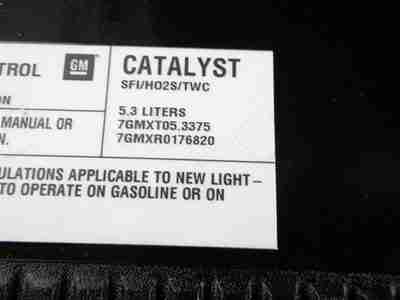 TROL GM CATALYST
SFI/HO2S/TWC
ON
5.3 LITERS
MANUAL OR 7GMXT05.3375
N. 7GMXR0176820
ULATIONS APPLICABLE TO NEW LIGHT–
TO OPERATE ON GASOLINE OR ON